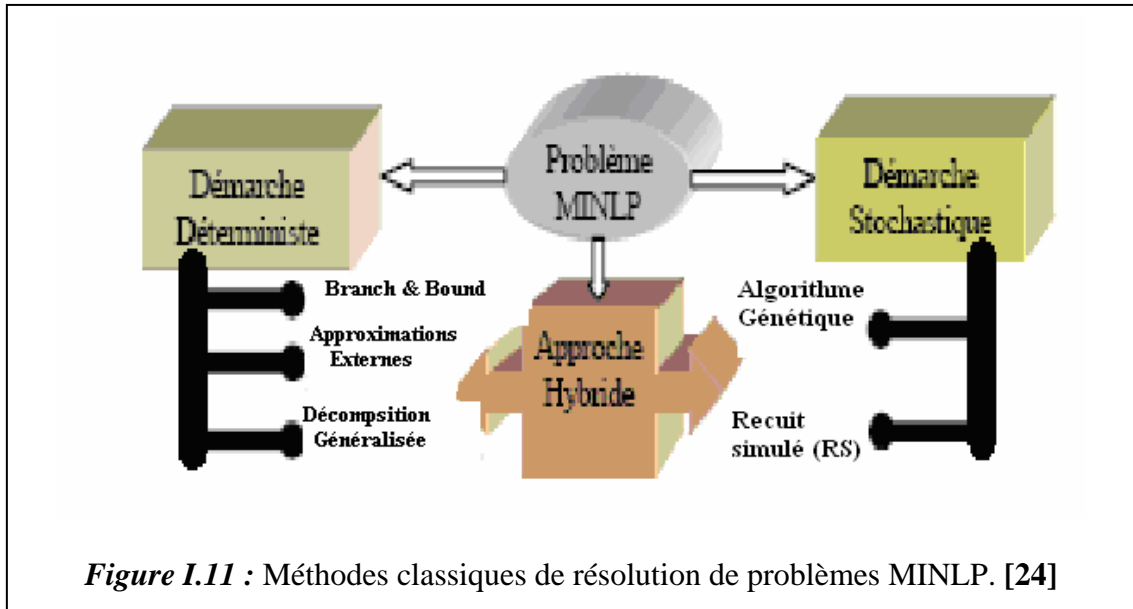 Problème
MINLP
Démarche
Déterministe
Branch & Bound
Approximations
Externes
Décompsition
Généralisée
Approche
Hybride
Démarche
Stochastique
Algorithme
Génétique
Recuit
simulé (RS)
Figure I.11 : Méthodes classiques de résolution de problèmes MINLP. [24]